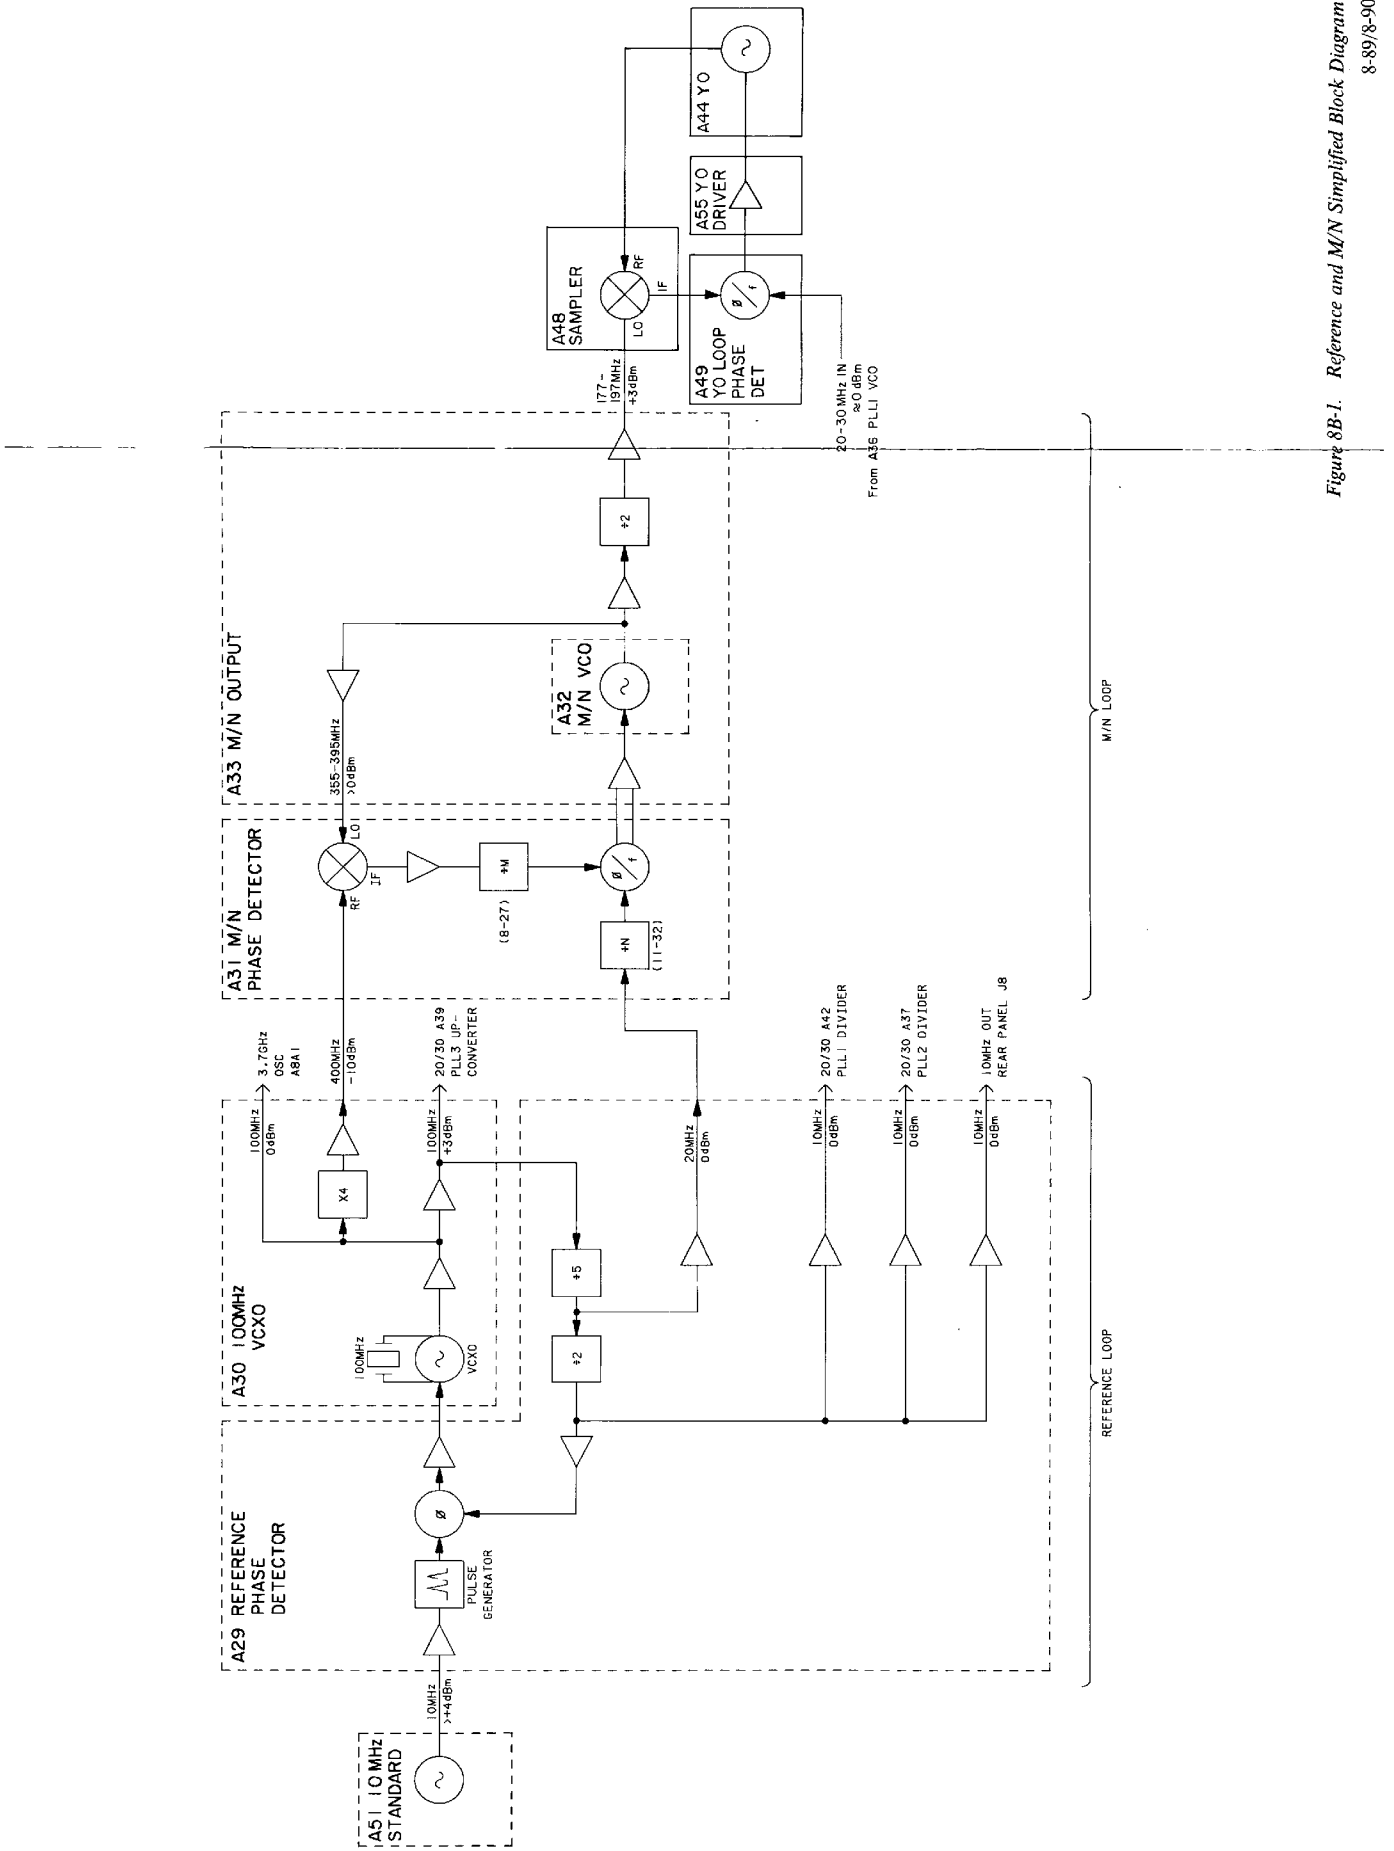 A51 10MHz
STANDARD
10MHz
>+4dBm
A29 REFERENCE
PHASE
DETECTOR
PULSE
GENERATOR
ø
A30 100MHz
VCXO
100MHz
VCXO
X4
÷5
÷2
100MHz
0dBm
3.7GHz
OSC
A8A1
400MHz
-10dBm
100MHz
+3dBm
20/30 A39
PLL3 UP-
CONVERTER
20MHz
0dBm
10MHz
0dBm
20/30 A42
PLL1 DIVIDER
10MHz
0dBm
20/30 A37
PLL2 DIVIDER
10MHz
0dBm
10MHz OUT
REAR PANEL J8
REFERENCE LOOP
A31 M/N
PHASE DETECTOR
RF
LO
IF
÷M
(8-27)
÷N
(11-32)
ø/f
A33 M/N OUTPUT
355-395MHz
>0dBm
A32
M/N VCO
÷2
177-
197MHz
+3dBm
M/N LOOP
A48
SAMPLER
LO
RF
IF
A49
YO LOOP
PHASE
DET
ø/f
20-30MHz IN
≈0dBm
From A36 PLL1 VCO
A55 YO
DRIVER
A44 YO
Figure 8B-1. Reference and M/N Simplified Block Diagram
8-89/8-90